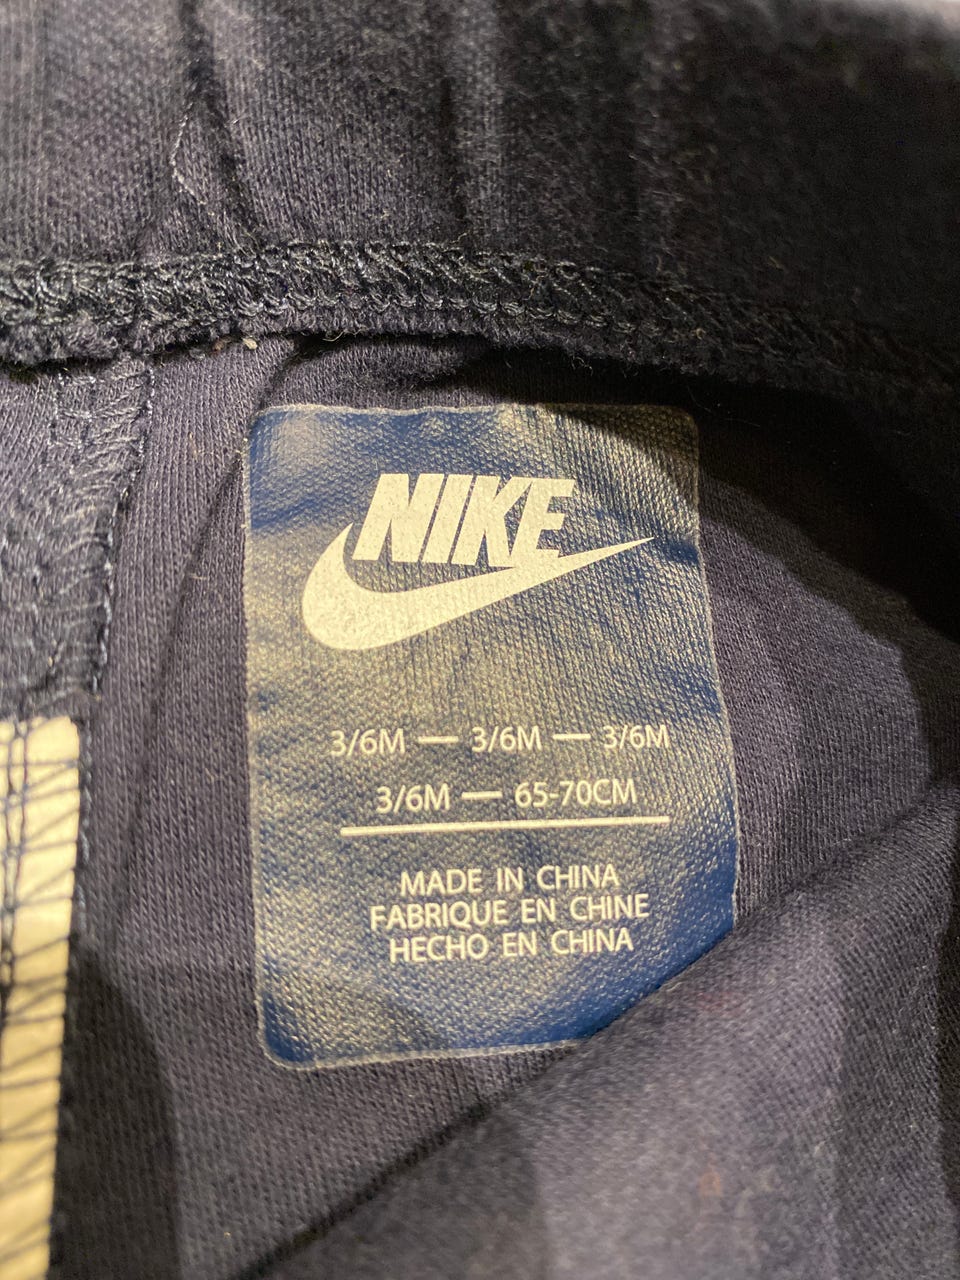 NIKE
3/6M — 3/6M — 3/6M
3/6M — 65-70CM
MADE IN CHINA
FABRIQUE EN CHINE
HECHO EN CHINA